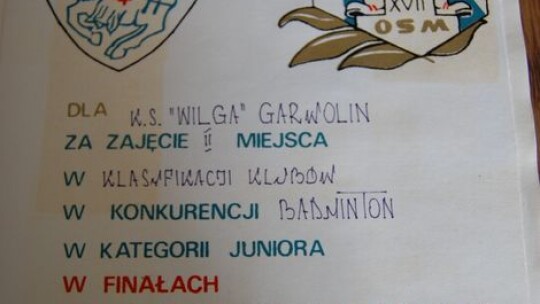 XVII
OSM
DLA K.S. "WILGA" GARWOLIN
ZA ZAJĘCIE II MIEJSCA
W KLASYFIKACJI KLUBÓW
W KONKURENCJI BADMINTON
W KATEGORII JUNIORA
W FINAŁACH